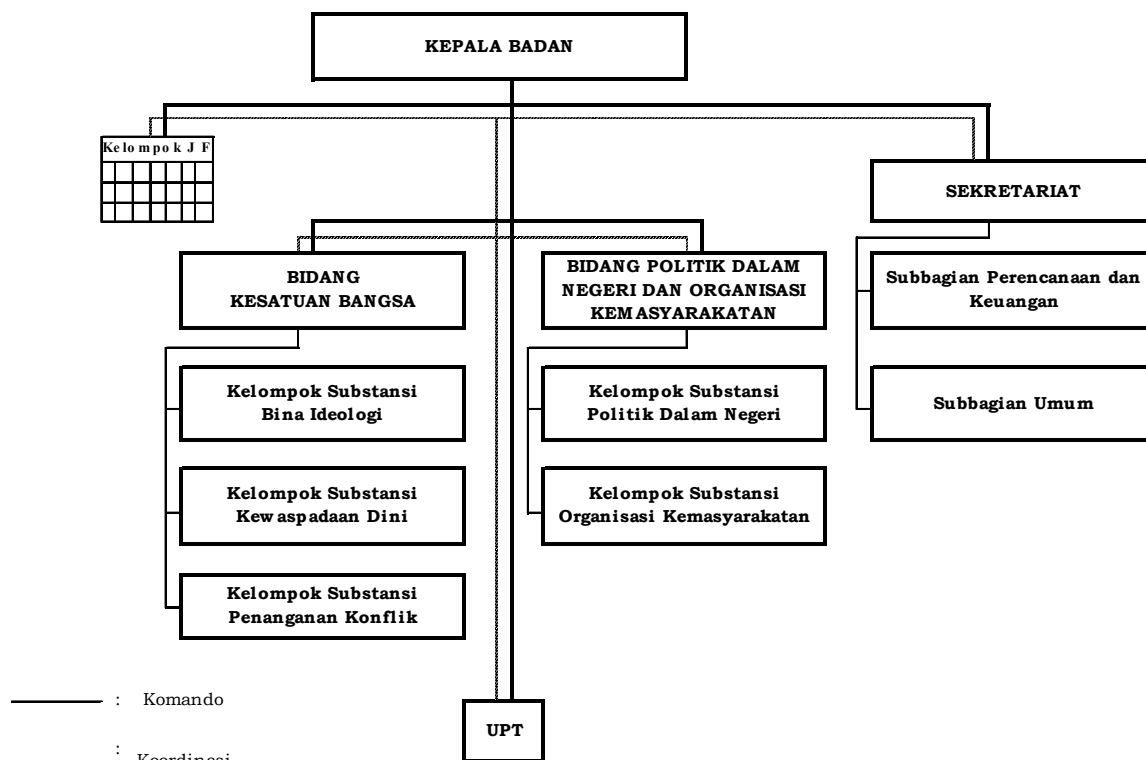 KEPALA BADAN
Kelompok J F
SEKRETARIAT
BIDANG
KESATUAN BANGSA
BIDANG POLITIK DALAM
NEGERI DAN ORGANISASI
KEMASYARAKATAN
Subbagian Perencanaan dan
Keuangan
Kelompok Substansi
Bina Ideologi
Kelompok Substansi
Politik Dalam Negeri
Subbagian Umum
Kelompok Substansi
Kewaspadaan Dini
Kelompok Substansi
Organisasi Kemasyarakatan
Kelompok Substansi
Penanganan Konflik
: Komando
UPT
: Koordinasi